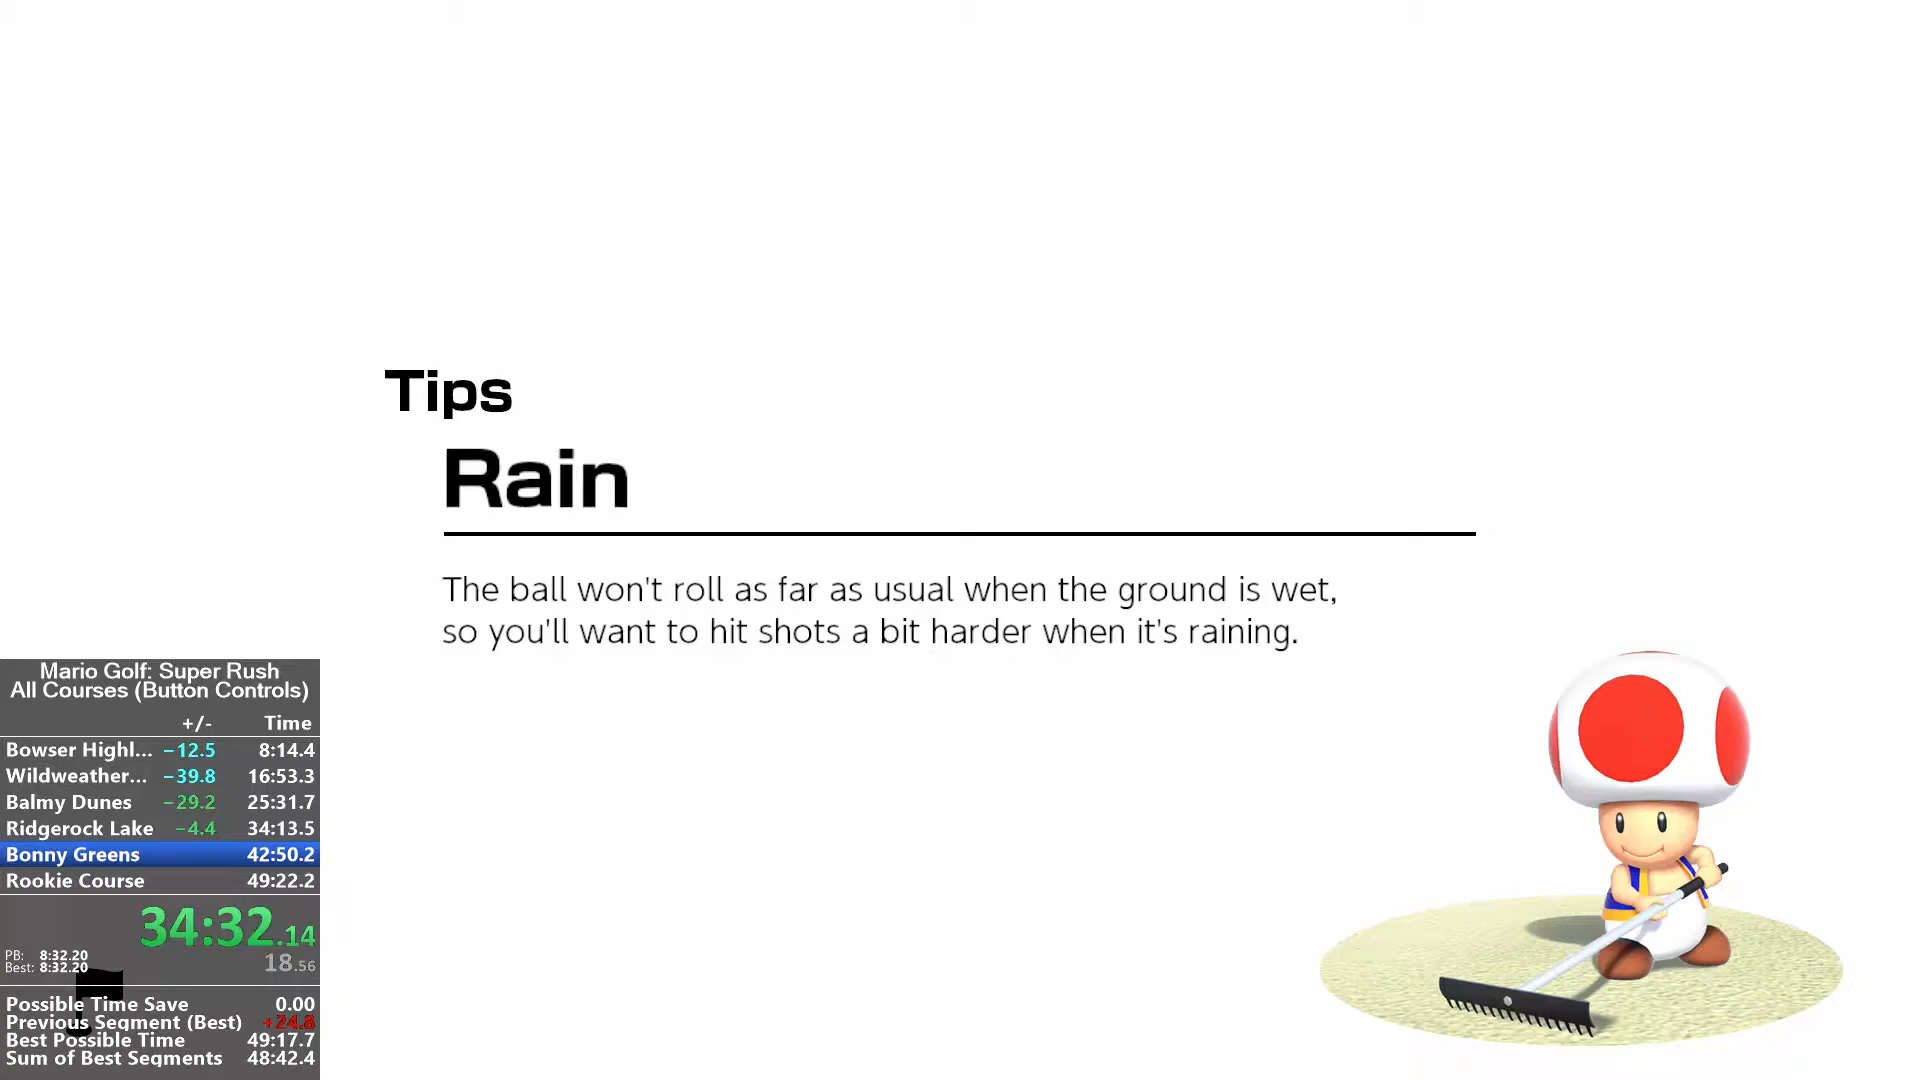 Tips
Rain
The ball won't roll as far as usual when the ground is wet,
so you'll want to hit shots a bit harder when it's raining.
Mario Golf: Super Rush
All Courses (Button Controls)
+/- Time
Bowser Highl... -12.5 8:14.4
Wildweather... -39.8 16:53.3
Balmy Dunes -29.2 25:31.7
Ridgerock Lake -4.4 34:13.5
Bonny Greens 42:50.2
Rookie Course 49:22.2
34:32.14
PB: 8:32.20
Best: 8:32.20
18.56
Possible Time Save 0.00
Previous Segment (Best) +24.8
Best Possible Time 49:17.7
Sum of Best Segments 48:42.4